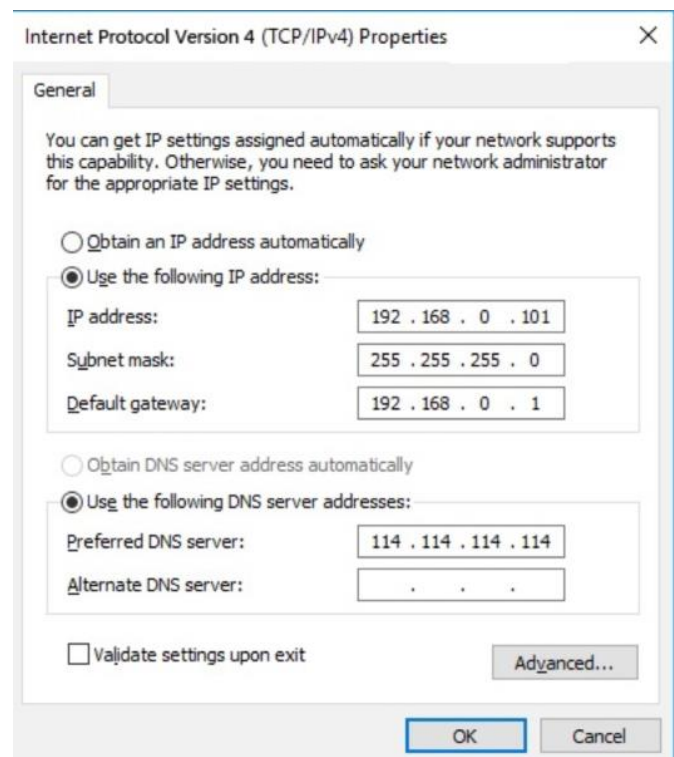 Internet Protocol Version 4 (TCP/IPv4) Properties
General
You can get IP settings assigned automatically if your network supports
this capability. Otherwise, you need to ask your network administrator
for the appropriate IP settings.
Obtain an IP address automatically
Use the following IP address:
IP address: 192 . 168 . 0 . 101
Subnet mask: 255 . 255 . 255 . 0
Default gateway: 192 . 168 . 0 . 1
Obtain DNS server address automatically
Use the following DNS server addresses:
Preferred DNS server: 114 . 114 . 114 . 114
Alternate DNS server: . . .
Validate settings upon exit
Advanced...
OK Cancel